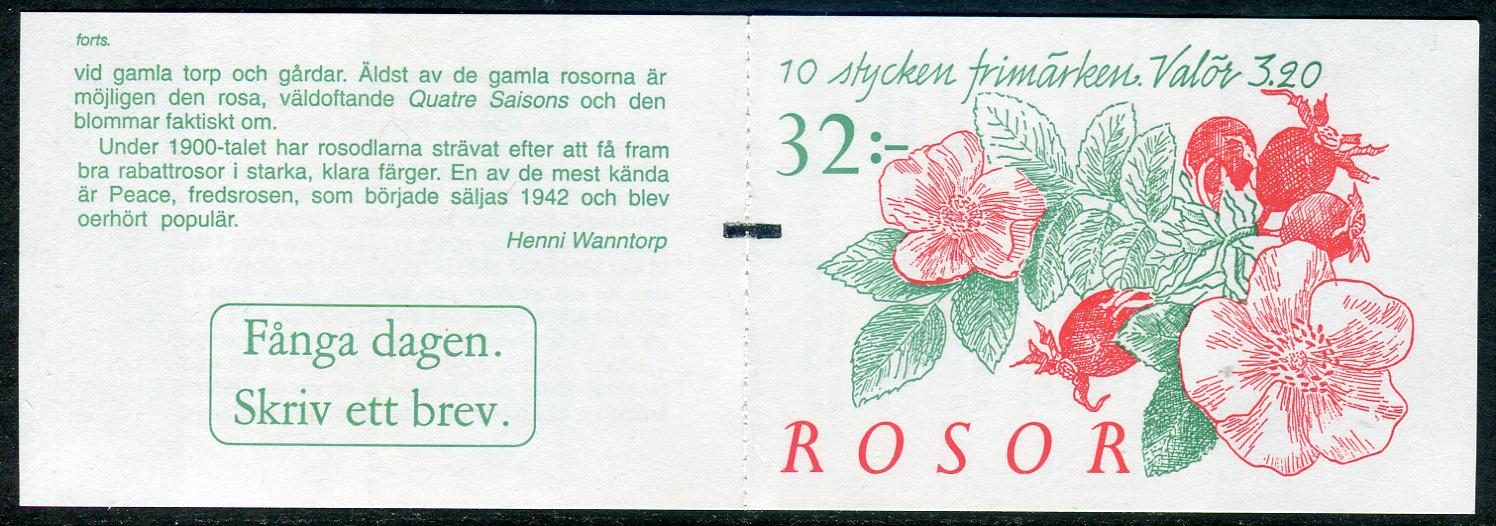 forts.
vid gamla torp och gårdar. Äldst av de gamla rosorna är
möjligen den rosa, väldoftande Quatre Saisons och den
blommar faktiskt om.
Under 1900-talet har rosodlarna strävat efter att få fram
bra rabattrosor i starka, klara färger. En av de mest kända
är Peace, fredsrosen, som började säljas 1942 och blev
oerhört populär.
Henni Wanntorp
Fånga dagen.
Skriv ett brev.
10 stycken frimärken. Valör 3.20
32:-
ROSOR